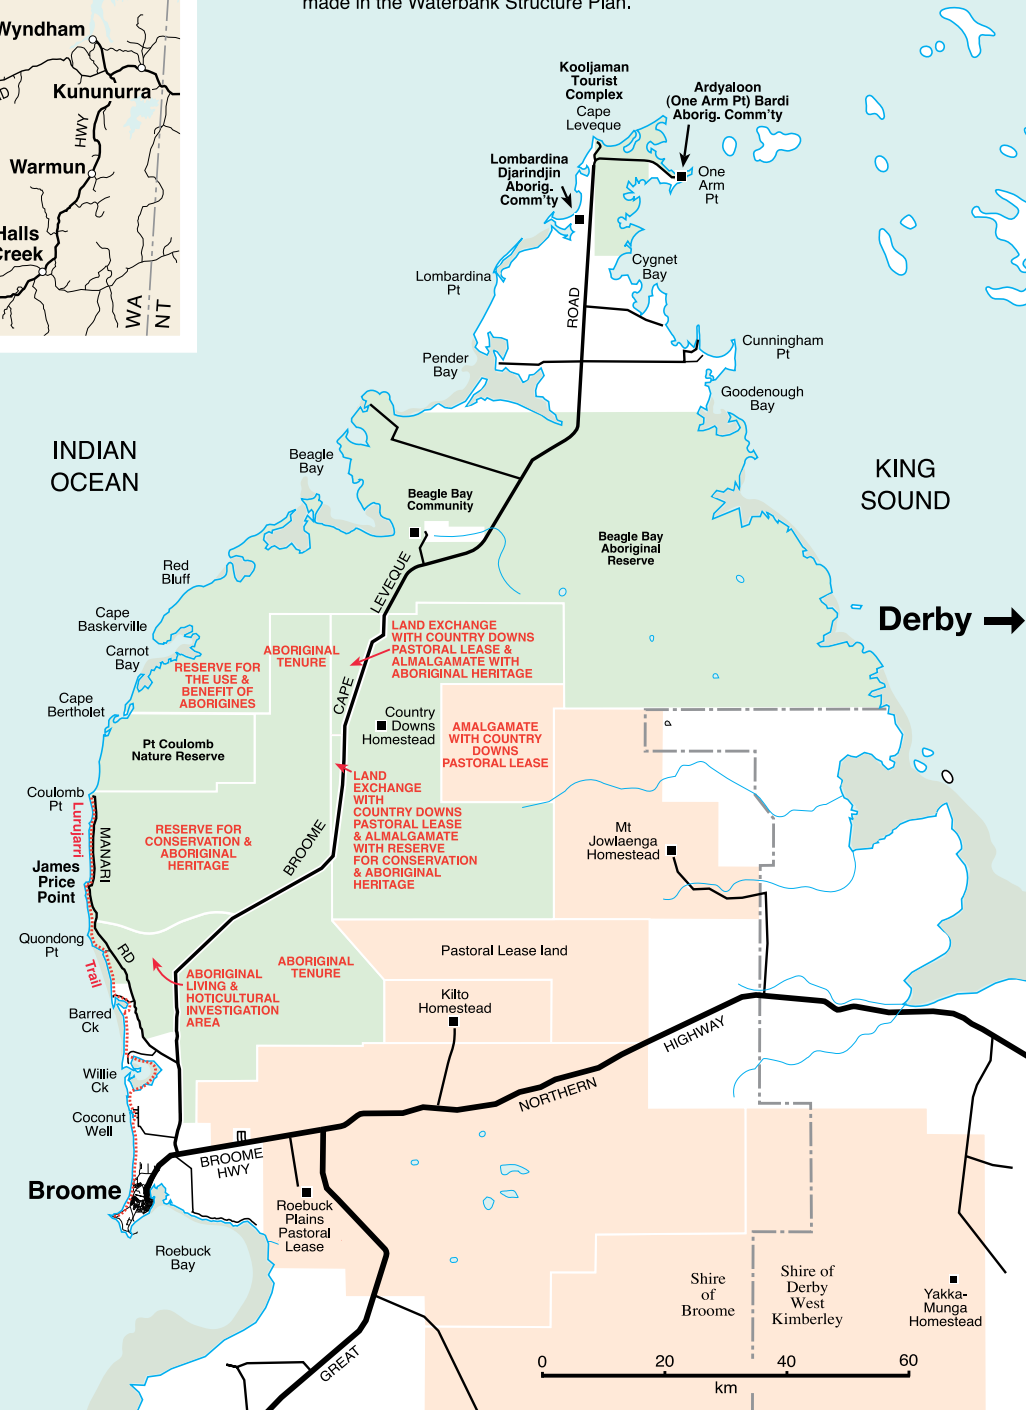 made in the Waterbank Structure Plan.
Wyndham
Kununurra
HWY
Warmun
Halls
Creek
WA
NT
Kooljaman
Tourist
Complex
Cape
Leveque
Ardyaloon
(One Arm Pt) Bardi
Aborig. Comm'ty
Lombardina
Djarindjin
Aborig.
Comm'ty
One
Arm
Pt
Lombardina
Pt
Cygnet
Bay
ROAD
Cunningham
Pt
Pender
Bay
Goodenough
Bay
INDIAN
OCEAN
KING
SOUND
Beagle
Bay
Beagle Bay
Community
Beagle Bay
Aboriginal
Reserve
Red
Bluff
LEVEQUE
Cape
Baskerville
Derby
Carnot
Bay
ABORIGINAL
TENURE
LAND EXCHANGE
WITH COUNTRY DOWNS
PASTORAL LEASE &
ALMALGAMATE WITH
ABORIGINAL HERITAGE
RESERVE FOR
THE USE &
BENEFIT OF
ABORIGINES
Cape
Bertholet
CAPE
Country
Downs
Homestead
AMALGAMATE
WITH COUNTRY
DOWNS
PASTORAL LEASE
Pt Coulomb
Nature Reserve
Coulomb
Pt
LAND
EXCHANGE
WITH
COUNTRY DOWNS
PASTORAL LEASE
& ALMALGAMATE
WITH RESERVE
FOR CONSERVATION
& ABORIGINAL
HERITAGE
Lurujarri
MANARI
RESERVE FOR
CONSERVATION &
ABORIGINAL
HERITAGE
BROOME
Mt
Jowlaenga
Homestead
James
Price
Point
Quondong
Pt
RD
Trail
ABORIGINAL
LIVING &
HOTICULTURAL
INVESTIGATION
AREA
ABORIGINAL
TENURE
Pastoral Lease land
Kilto
Homestead
Barred
Ck
HIGHWAY
Willie
Ck
NORTHERN
Coconut
Well
BROOME
HWY
Broome
Roebuck
Plains
Pastoral
Lease
Roebuck
Bay
Shire
of
Broome
Shire of
Derby
West
Kimberley
Yakka-
Munga
Homestead
GREAT
0 20 40 60
km